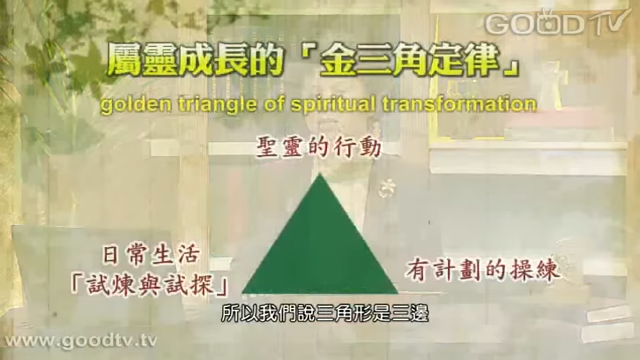 GOODTV
屬靈成長的「金三角定律」
golden triangle of spiritual transformation
聖靈的行動
日常生活
「試煉與試探」
有計劃的操練
所以我們說三角形是三邊
www.goodtv.tv